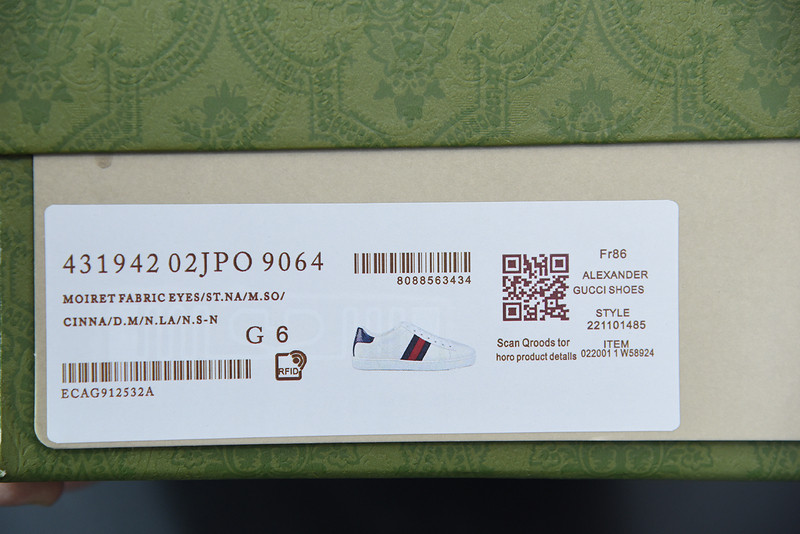 431942 02JPO 9064
MOIRET FABRIC EYES/ST.NA/M.SO/
CINNA/D.M/N.LA/N.S-N
G 6
RFID
ECAG912532A
8088563434
Scan Qroods tor
horo product details
Fr86
ALEXANDER
GUCCI SHOES
STYLE
221101485
ITEM
022001 1 W58924